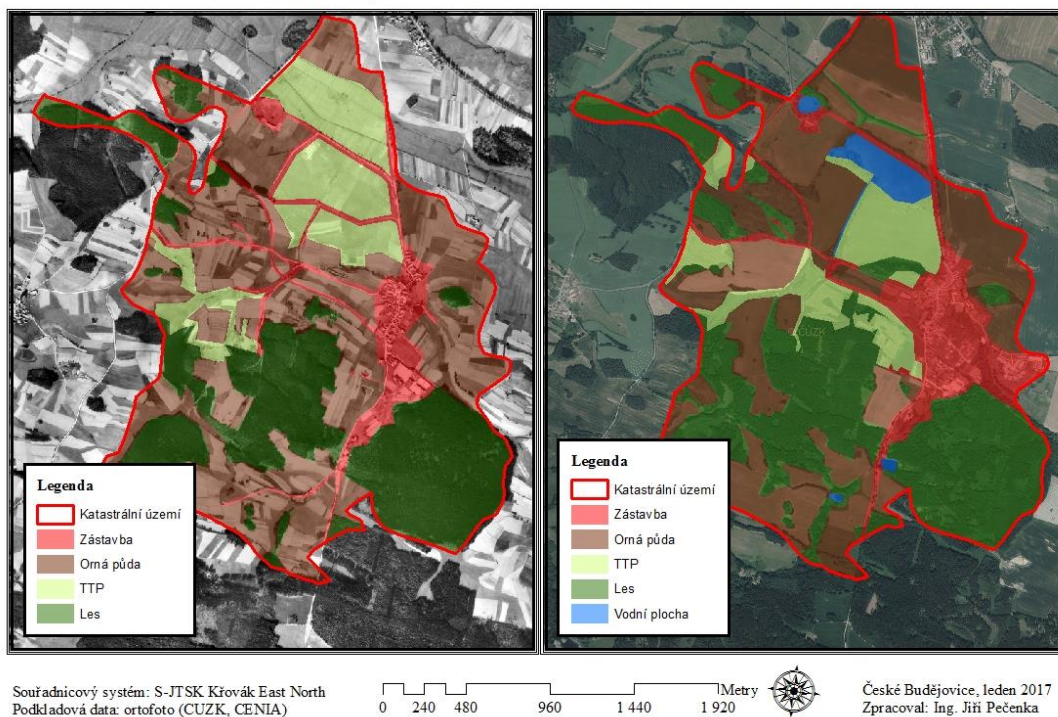 Legenda
Katastrální území
Zástavba
Orná půda
TTP
Les
CUZK
Legenda
Katastrální území
Zástavba
Orná půda
TTP
Les
Vodní plocha
Souřadnicový systém: S-JTSK Křovák East North
Podkladová data: ortofoto (CUZK, CENIA)
Metry
0 240 480 960 1 440 1 920
České Budějovice, leden 2017
Zpracoval: Ing. Jiří Pečenka